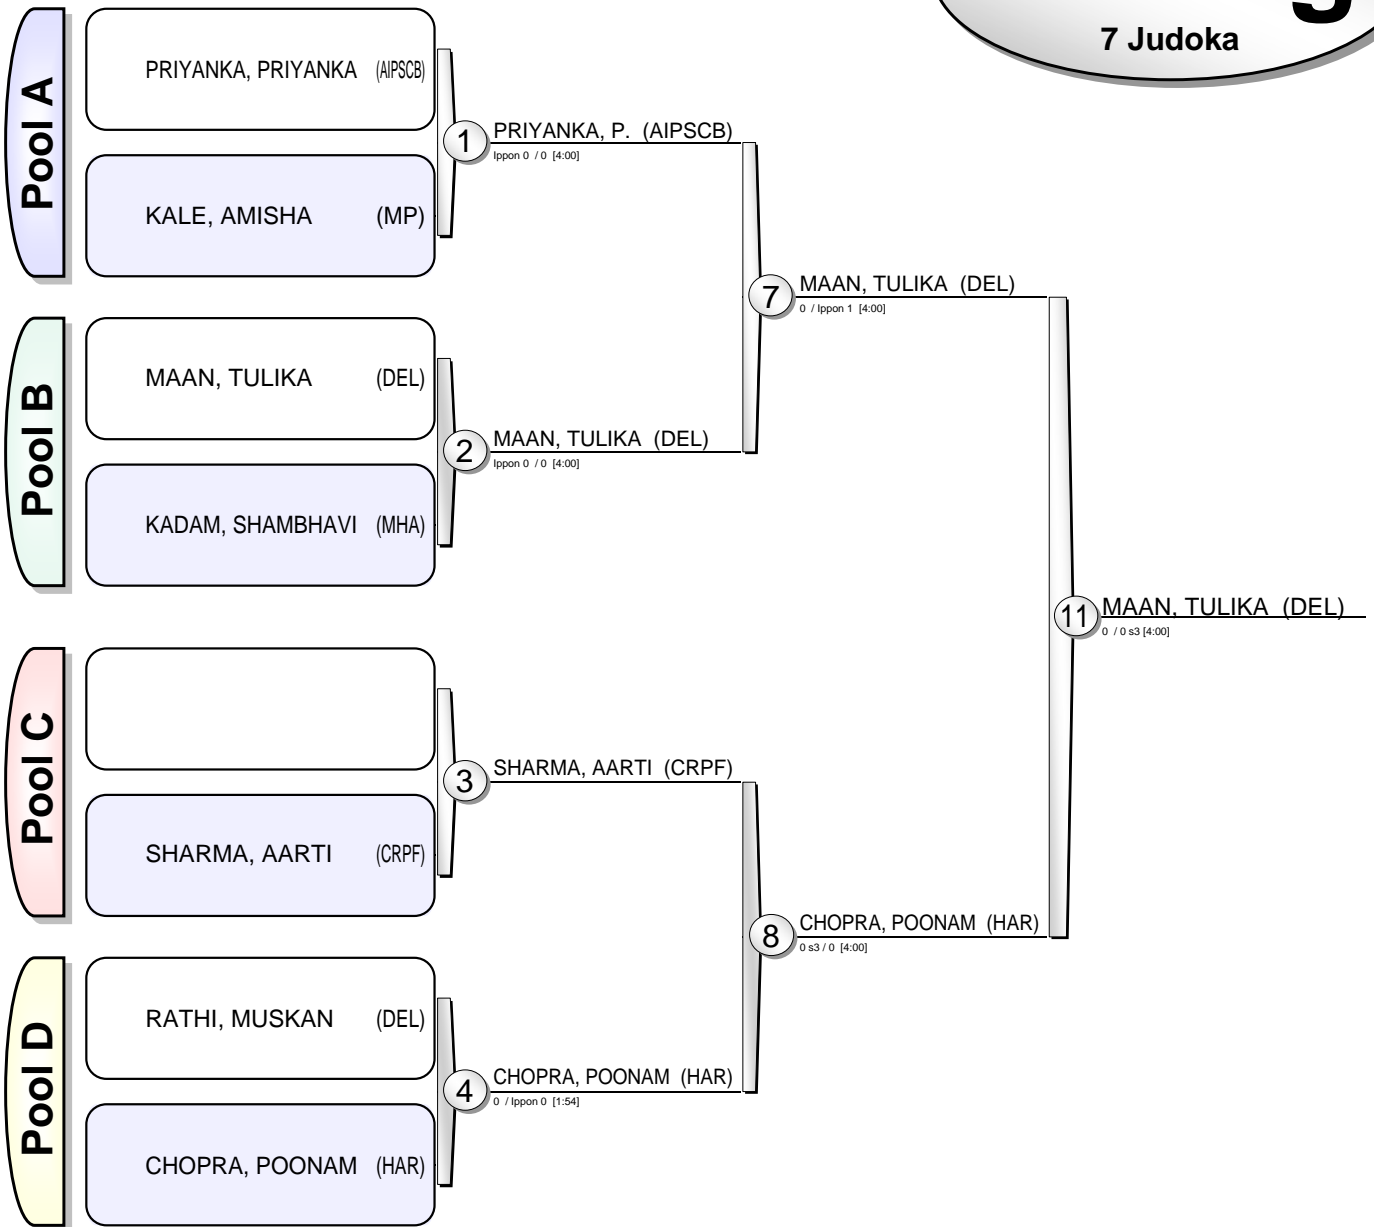 7 Judoka
Pool A
PRIYANKA, PRIYANKA (AIPSCB)
KALE, AMISHA (MP)
1 PRIYANKA, P. (AIPSCB)
Ippon 0 / 0 [4:00]
7 MAAN, TULIKA (DEL)
0 / Ippon 1 [4:00]
Pool B
MAAN, TULIKA (DEL)
KADAM, SHAMBHAVI (MHA)
2 MAAN, TULIKA (DEL)
Ippon 0 / 0 [4:00]
11 MAAN, TULIKA (DEL)
0 / 0 s3 [4:00]
Pool C
SHARMA, AARTI (CRPF)
3 SHARMA, AARTI (CRPF)
8 CHOPRA, POONAM (HAR)
0 s3 / 0 [4:00]
Pool D
RATHI, MUSKAN (DEL)
CHOPRA, POONAM (HAR)
4 CHOPRA, POONAM (HAR)
0 / Ippon 0 [1:54]